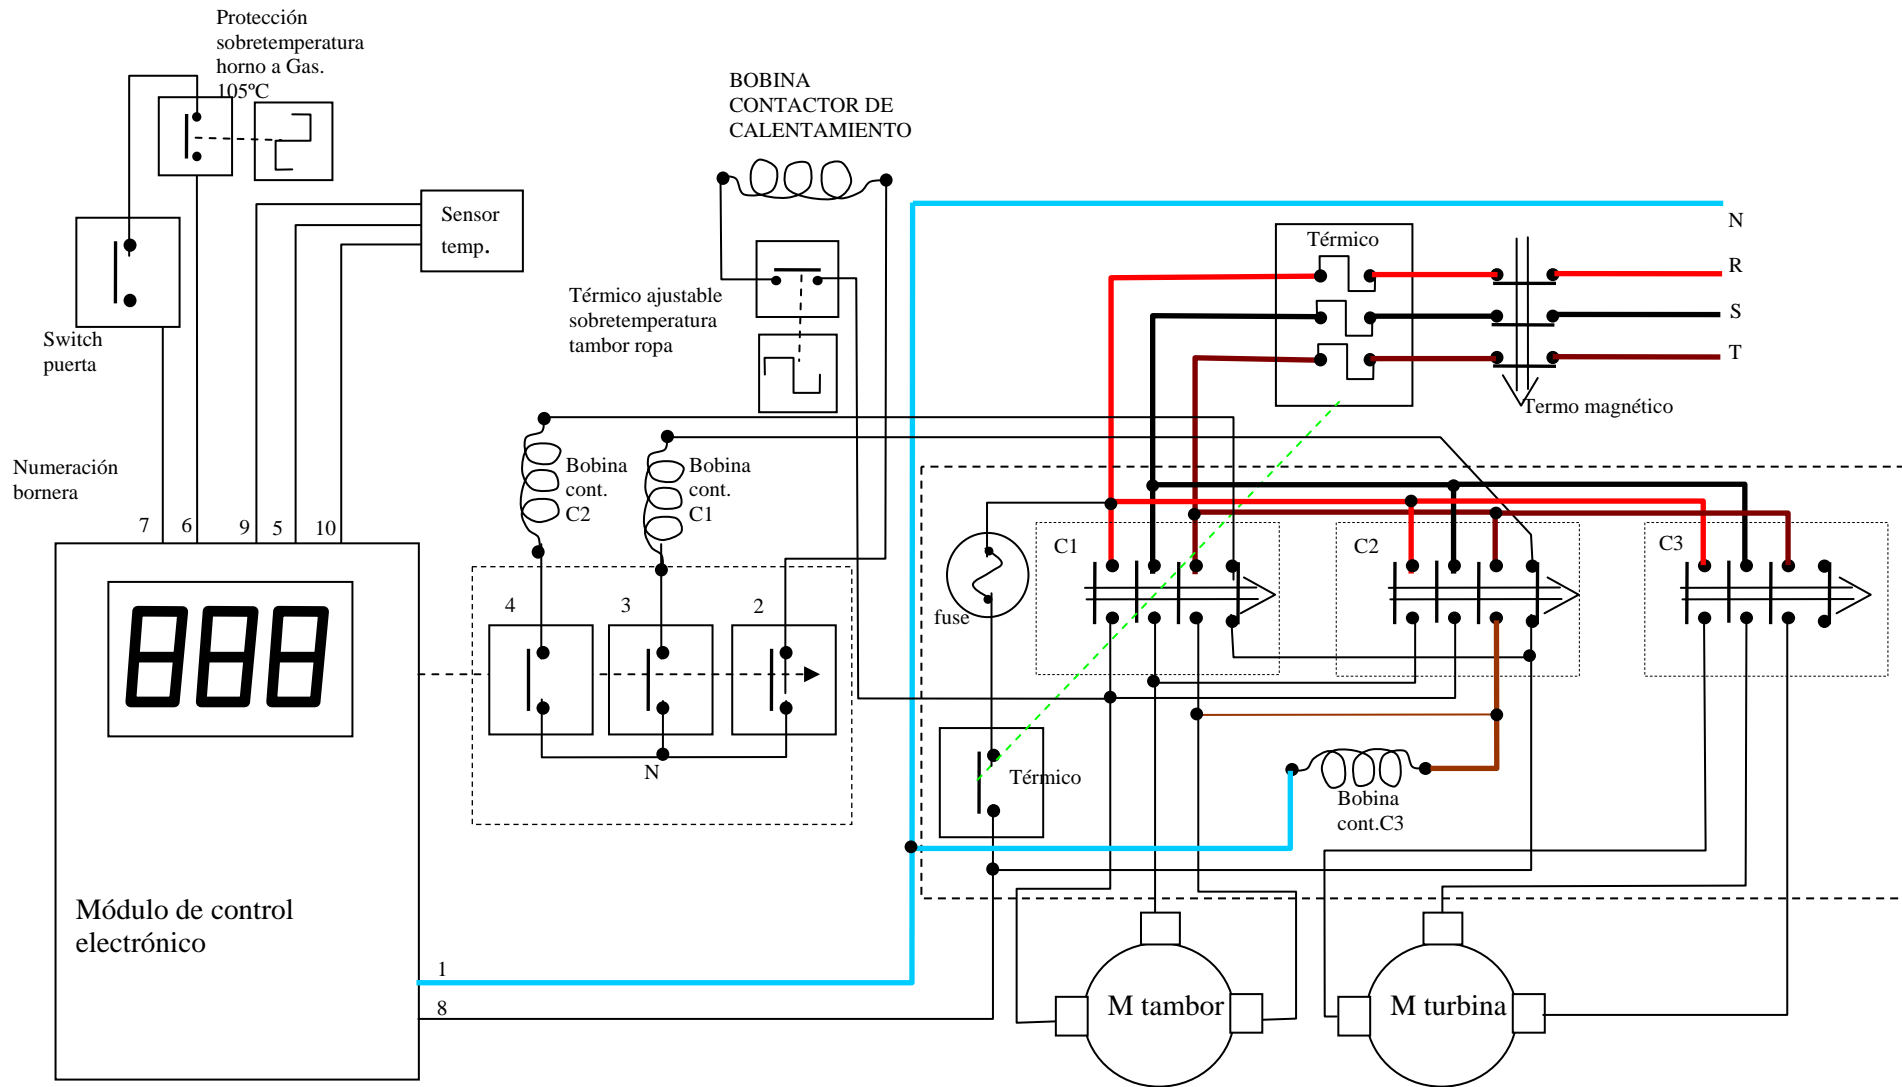 Protección
sobretemperatura
horno a Gas.
105ºC
BOBINA
CONTACTOR DE
CALENTAMIENTO
Sensor
temp.
Switch
puerta
Térmico ajustable
sobretemperatura
tambor ropa
Térmico
N
R
S
T
Termo magnético
Numeración
bornera
7
6
9
5
10
Bobina
cont.
C2
Bobina
cont.
C1
4
3
2
N
888
fuse
C1
C2
C3
Térmico
Bobina
cont.C3
Módulo de control
electrónico
1
8
M tambor
M turbina